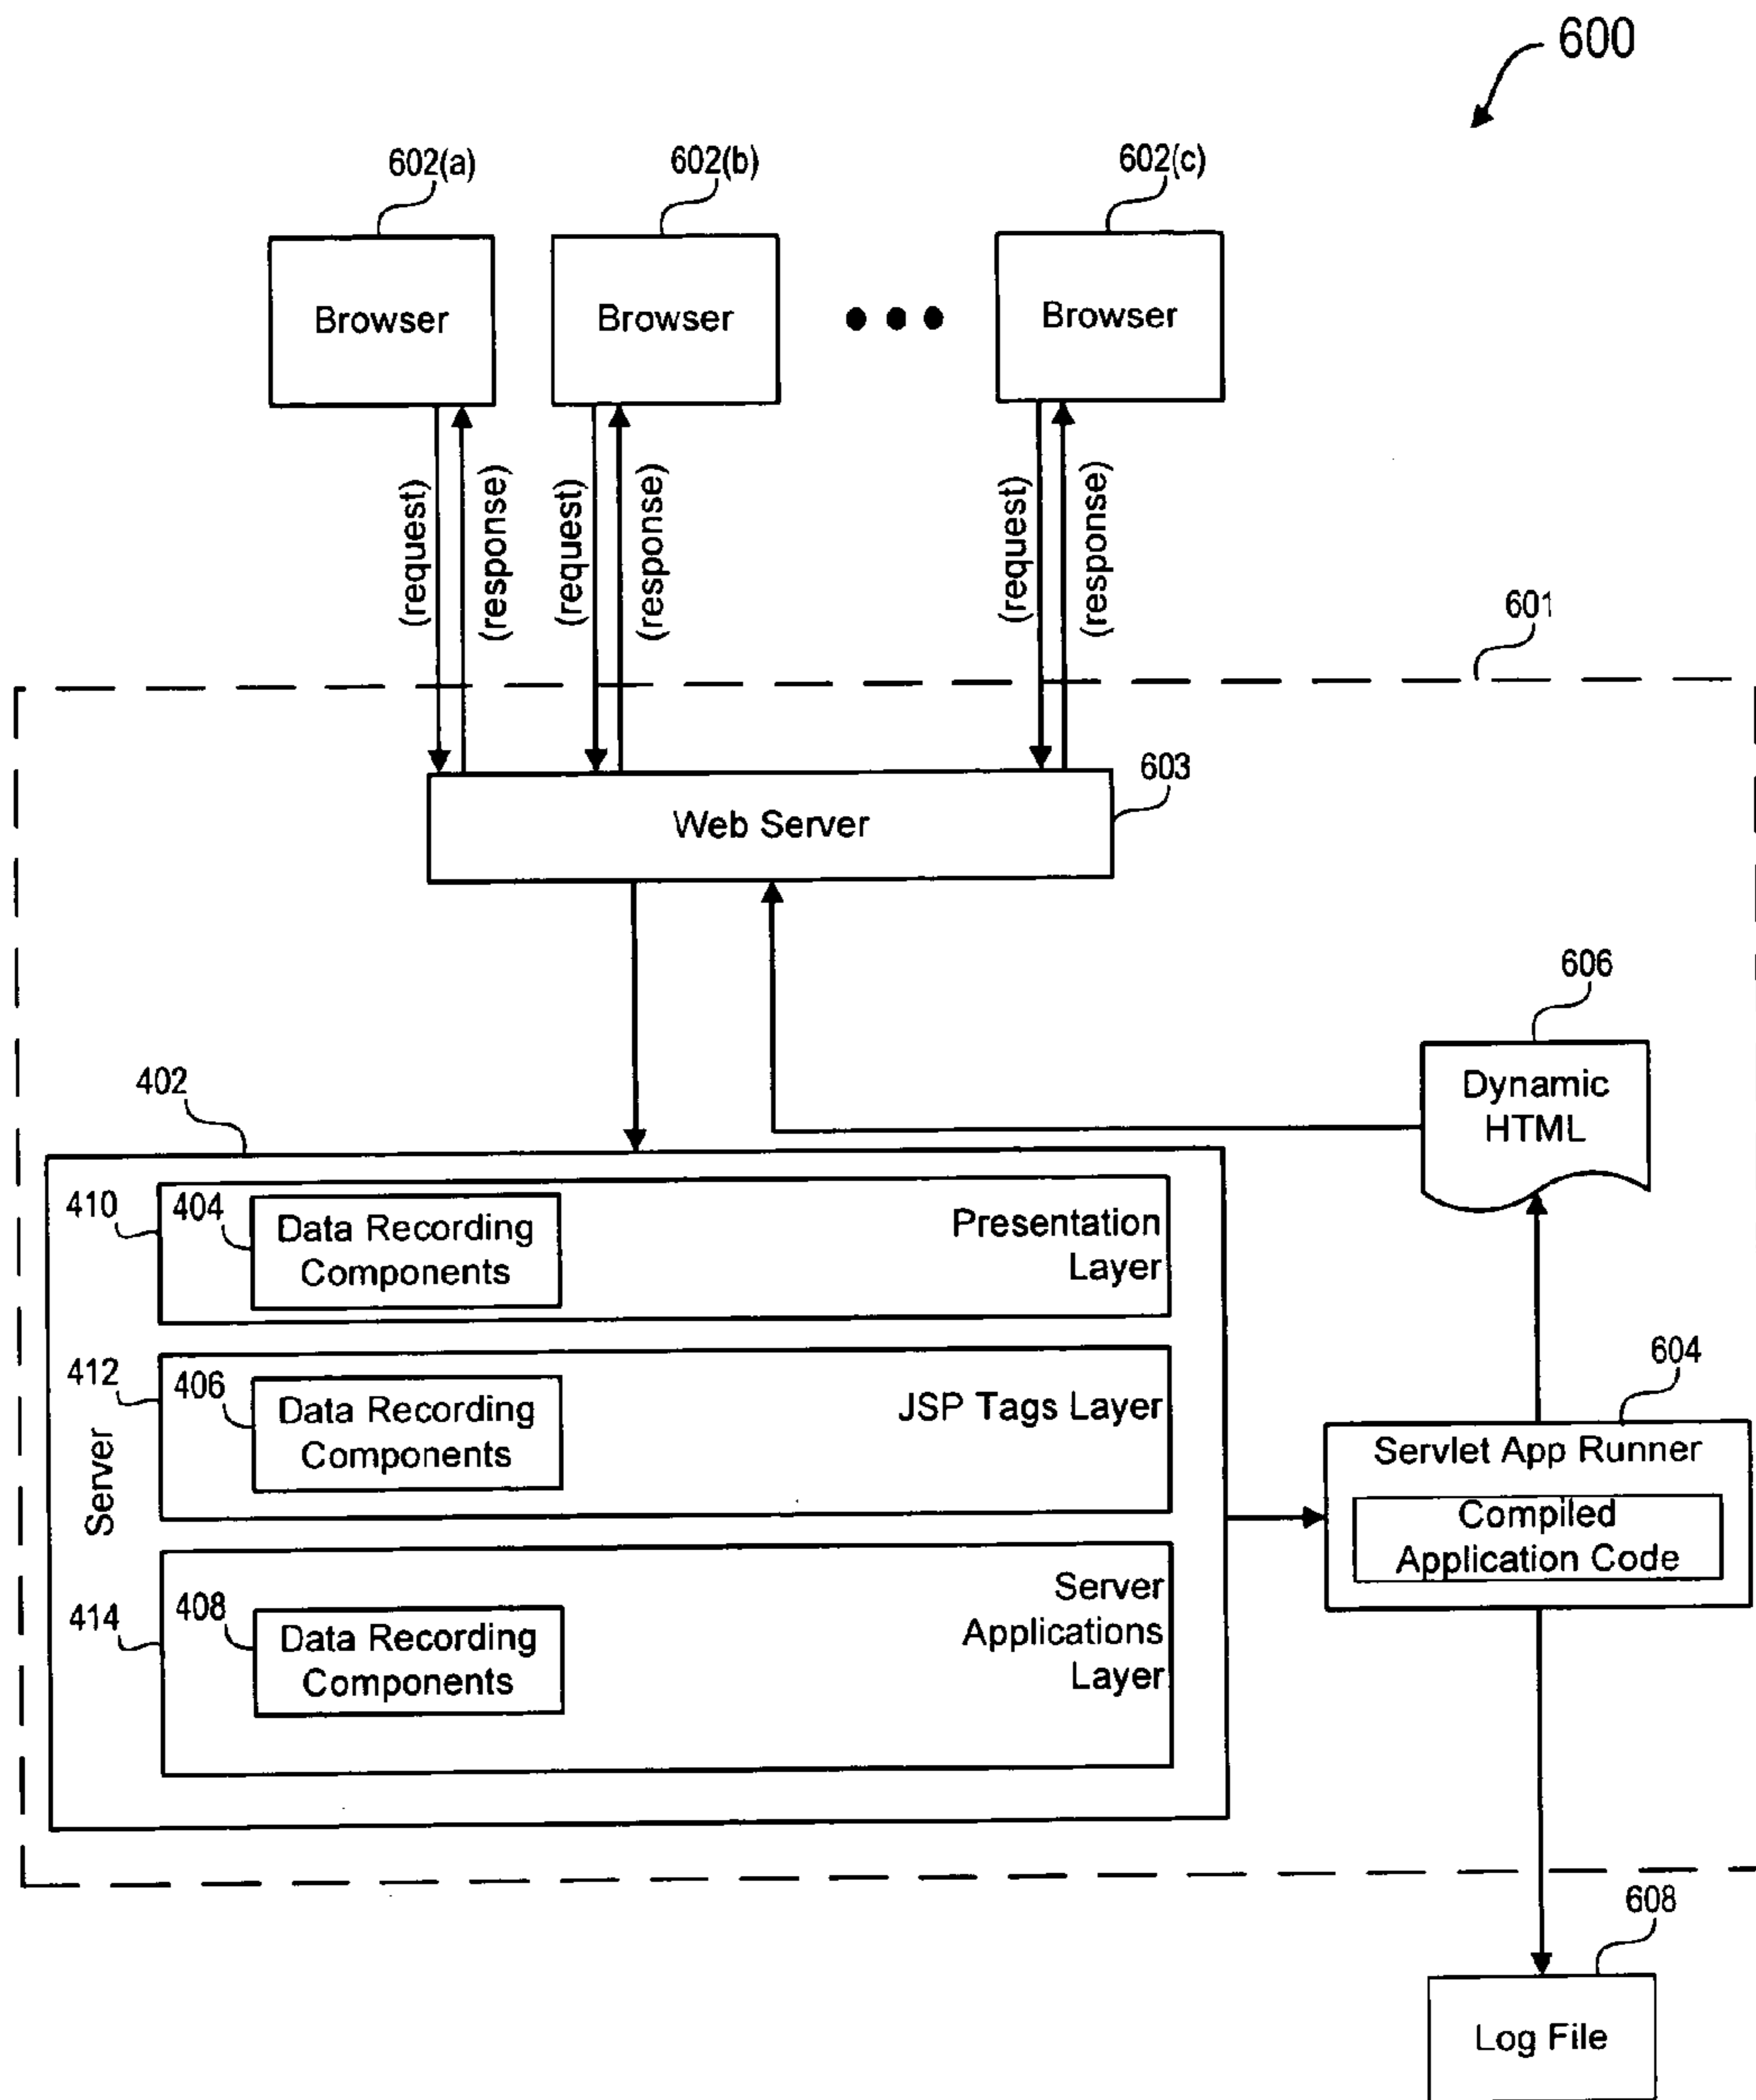 600
602(a)
602(b)
602(c)
Browser
Browser
Browser
(request)
(response)
(request)
(response)
(request)
(response)
601
603
Web Server
606
Dynamic
HTML
402
410
404
Data Recording
Components
Presentation
Layer
412
406
Data Recording
Components
JSP Tags Layer
Server
414
408
Data Recording
Components
Server
Applications
Layer
604
Servlet App Runner
Compiled
Application Code
608
Log File